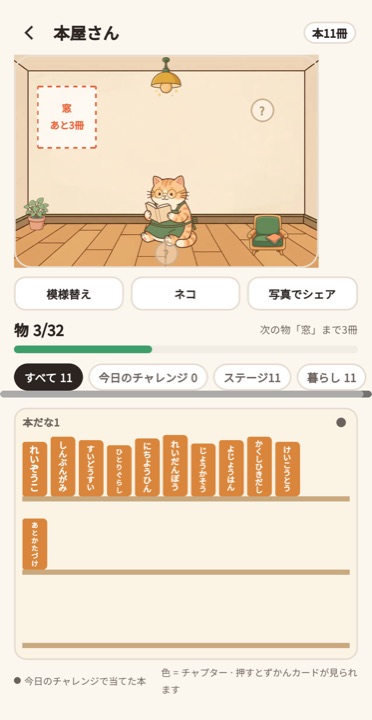 本屋さん
本11冊
窓
あと3冊
?
?
模様替え
ネコ
写真でシェア
物 3/32
次の物「窓」まで3冊
すべて 11
今日のチャレンジ 0
ステージ11
暮らし 11
本だな1
れいぞうこ
しんぶんがみ
すいどうすい
ひとりぐらし
にちようひん
れいだんぼう
じょうかそう
よじょうはん
かくしひきだし
けいこうとう
あとかたづけ
今日のチャレンジで当てた本
色 = チャプター · 押すとずかんカードが見られ
ます